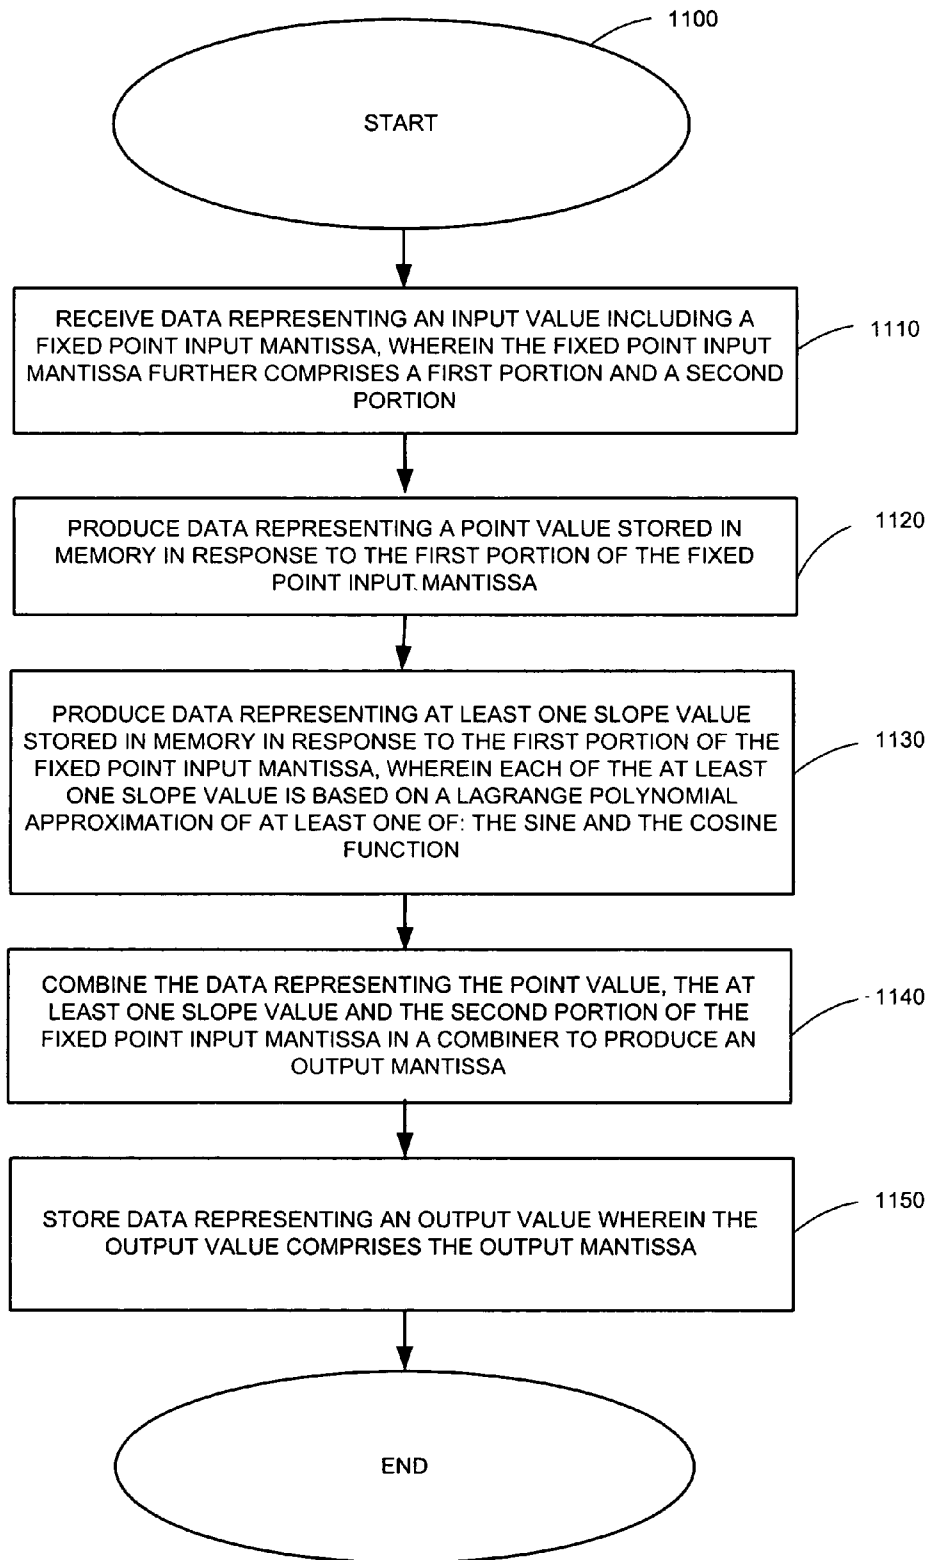 1100
START
RECEIVE DATA REPRESENTING AN INPUT VALUE INCLUDING A
FIXED POINT INPUT MANTISSA, WHEREIN THE FIXED POINT INPUT
MANTISSA FURTHER COMPRISES A FIRST PORTION AND A SECOND
PORTION
1110
PRODUCE DATA REPRESENTING A POINT VALUE STORED IN
MEMORY IN RESPONSE TO THE FIRST PORTION OF THE FIXED
POINT INPUT MANTISSA
1120
PRODUCE DATA REPRESENTING AT LEAST ONE SLOPE VALUE
STORED IN MEMORY IN RESPONSE TO THE FIRST PORTION OF THE
FIXED POINT INPUT MANTISSA, WHEREIN EACH OF THE AT LEAST
ONE SLOPE VALUE IS BASED ON A LAGRANGE POLYNOMIAL
APPROXIMATION OF AT LEAST ONE OF: THE SINE AND THE COSINE
FUNCTION
1130
COMBINE THE DATA REPRESENTING THE POINT VALUE, THE AT
LEAST ONE SLOPE VALUE AND THE SECOND PORTION OF THE
FIXED POINT INPUT MANTISSA IN A COMBINER TO PRODUCE AN
OUTPUT MANTISSA
1140
STORE DATA REPRESENTING AN OUTPUT VALUE WHEREIN THE
OUTPUT VALUE COMPRISES THE OUTPUT MANTISSA
1150
END